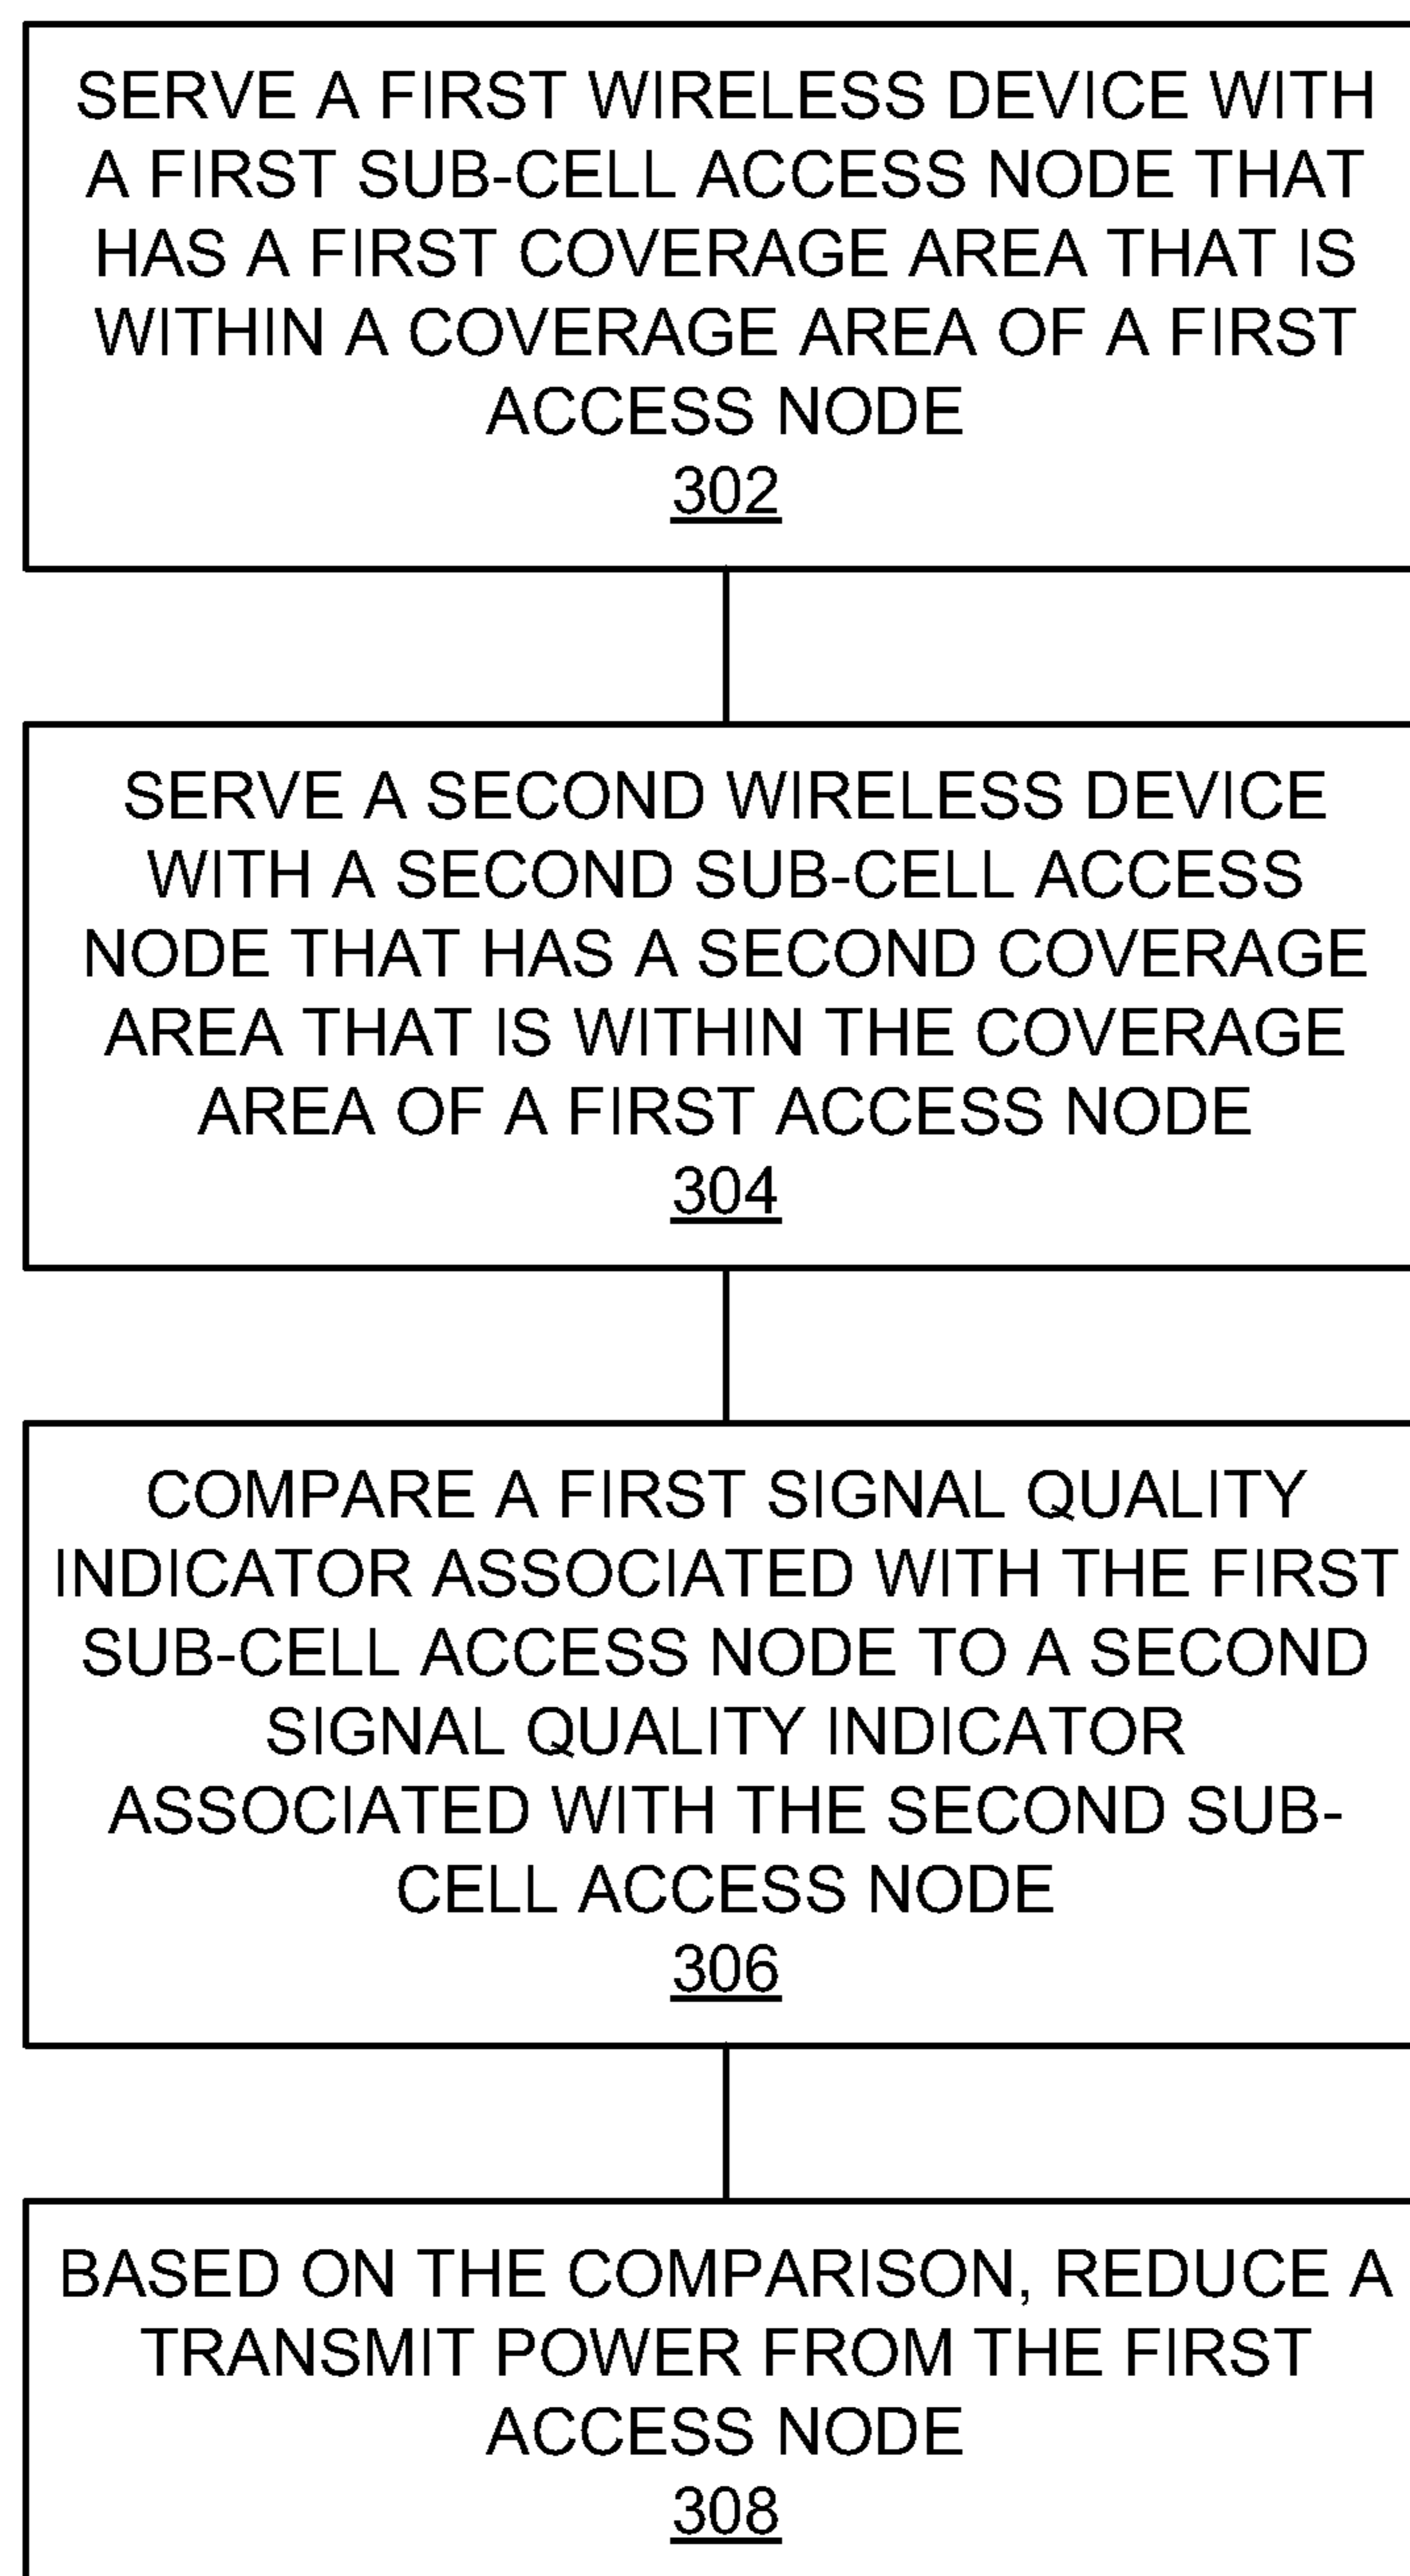 SERVE A FIRST WIRELESS DEVICE WITH
A FIRST SUB-CELL ACCESS NODE THAT
HAS A FIRST COVERAGE AREA THAT IS
WITHIN A COVERAGE AREA OF A FIRST
ACCESS NODE
302
SERVE A SECOND WIRELESS DEVICE
WITH A SECOND SUB-CELL ACCESS
NODE THAT HAS A SECOND COVERAGE
AREA THAT IS WITHIN THE COVERAGE
AREA OF A FIRST ACCESS NODE
304
COMPARE A FIRST SIGNAL QUALITY
INDICATOR ASSOCIATED WITH THE FIRST
SUB-CELL ACCESS NODE TO A SECOND
SIGNAL QUALITY INDICATOR
ASSOCIATED WITH THE SECOND SUB-
CELL ACCESS NODE
306
BASED ON THE COMPARISON, REDUCE A
TRANSMIT POWER FROM THE FIRST
ACCESS NODE
308